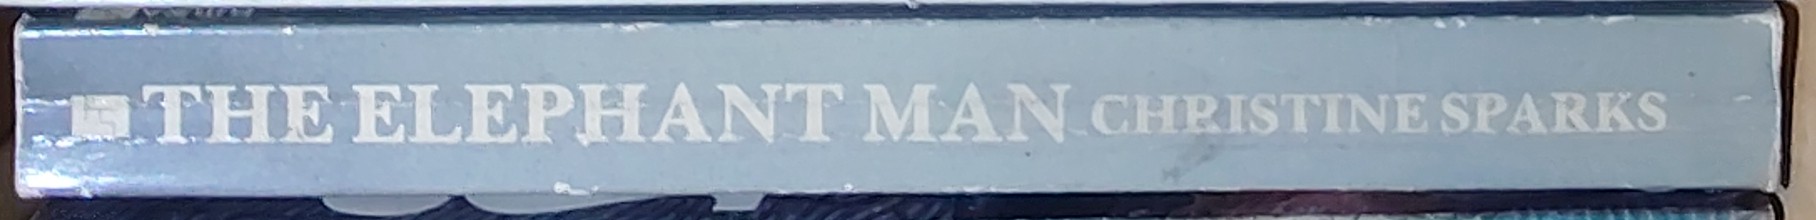 THE ELEPHANT MAN CHRISTINE SPARKS